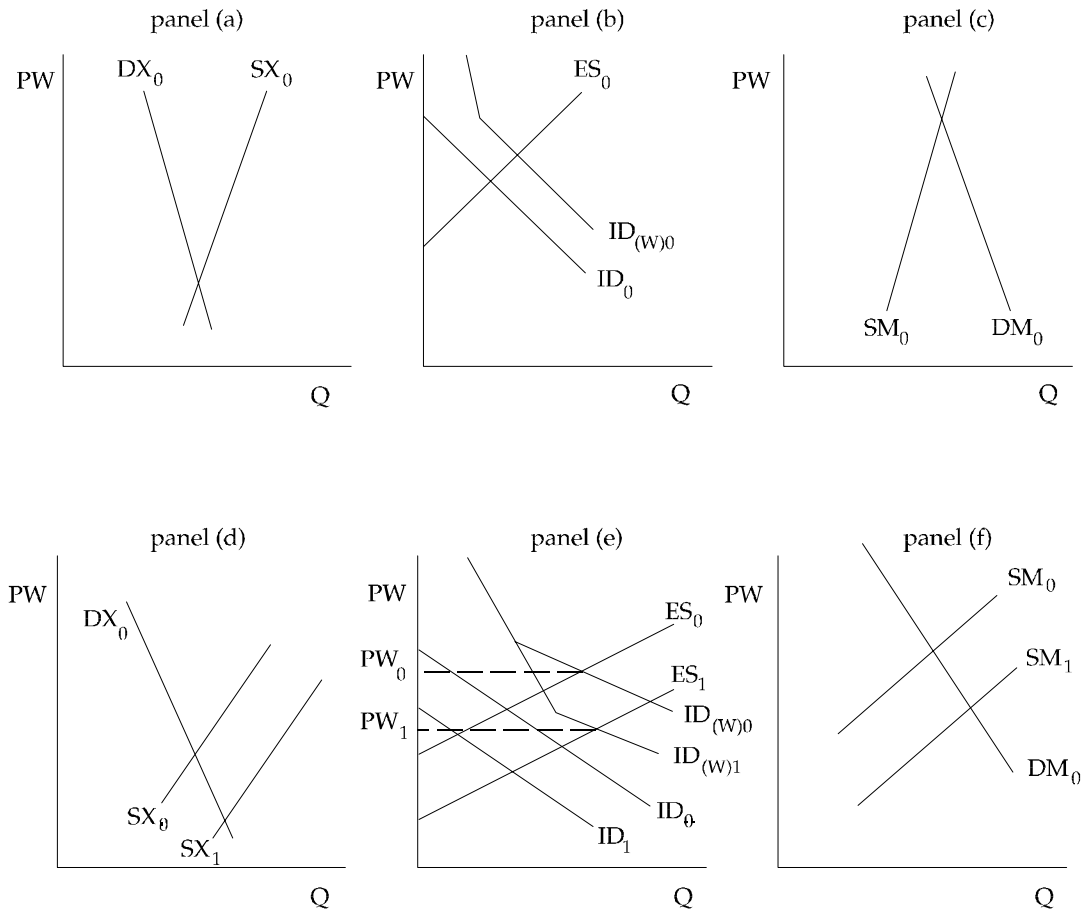 panel (a)
panel (b)
panel (c)
PW
DX0
SX0
Q
PW
ES0
ID(W)0
ID0
Q
PW
SM0
DM0
Q
panel (d)
panel (e)
panel (f)
PW
DX0
SX0
SX1
Q
PW
PW0
PW1
ES0
ES1
ID(W)0
ID(W)1
ID0
ID1
Q
PW
SM0
SM1
DM0
Q